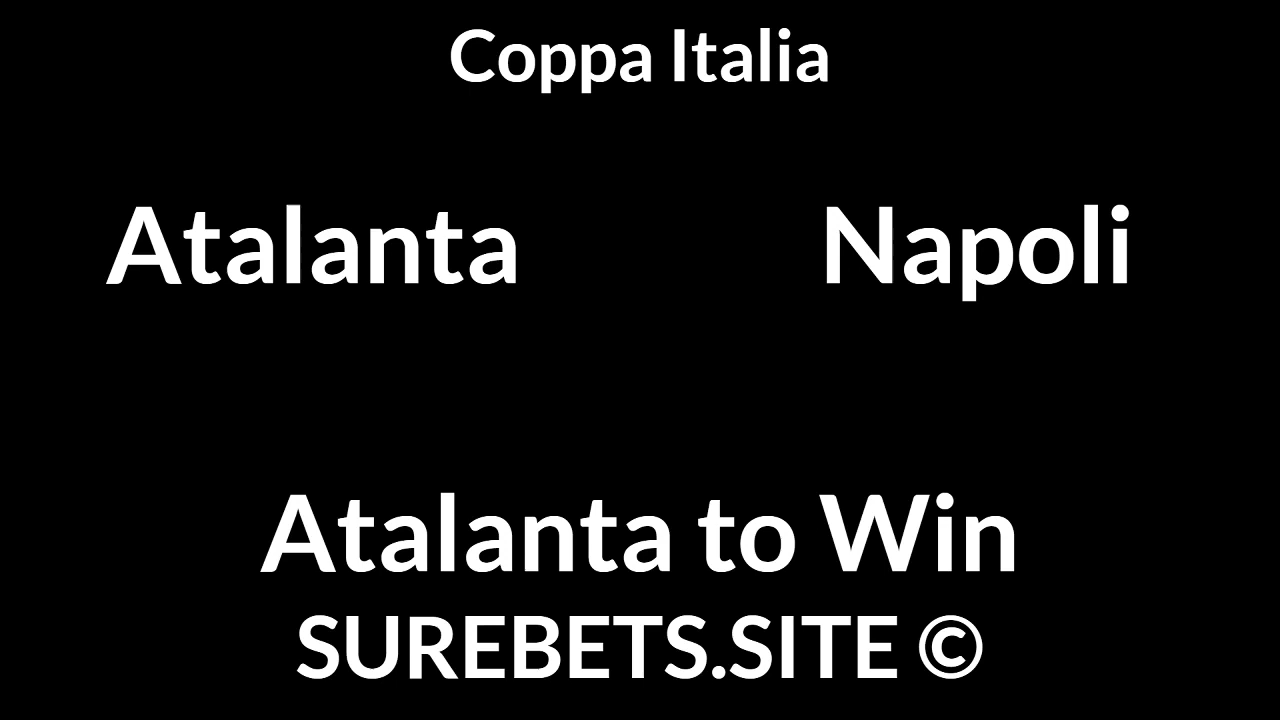 Coppa Italia
Atalanta Napoli
Atalanta to Win
SUREBETS.SITE ©